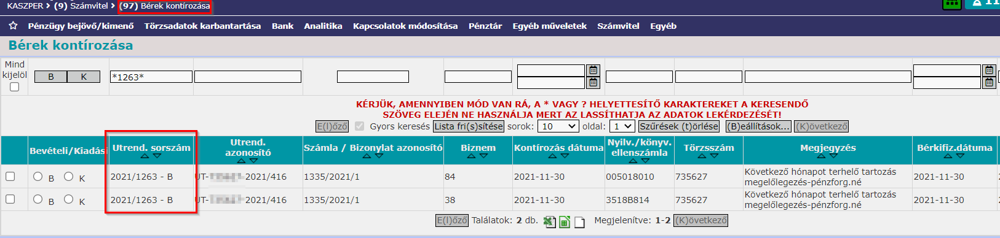 KASZPER > (9) Számvitel > (97) Bérek kontírozása
11
Pénzügy bejövő/kimenő Törzsadatok karbantartása Bank Analitika Kapcsolatok módosítása Pénztár Egyéb műveletek Számvitel Egyéb
Bérek kontírozása
Mind
kijelöl
B K *1263*
KÉRJÜK, AMENNYIBEN MÓD VAN RÁ, A * VAGY ? HELYETTESÍTŐ KARAKTEREKET A KERESENDŐ
SZÖVEG ELEJÉN NE HASZNÁLJA MERT AZ LASSÍTHATJA AZ ADATOK LEKÉRDEZÉSÉT!
E(l)őző Gyors keresés Lista fri(s)sítése sorok: 10 oldal: 1 Szűrések (t)örlése (B)eállítások... (K)övetkező
Bevételi/Kiadási Utrend. sorszám Utrend. azonosító Számla / Bizonylat azonosító Biznem Kontírozás dátuma Nyilv./könyv. ellenszámla Törzsszám Megjegyzés Bérkifiz.dátuma
B K 2021/1263 - B UT- -2021/416 1335/2021/1 84 2021-11-30 005018010 735627 Következő hónapot terhelő tartozás megelőlegezés-pénzforg.né 2021-11-30
B K 2021/1263 - B UT- -2021/416 1335/2021/1 38 2021-11-30 3518B814 735627 Következő hónapot terhelő tartozás megelőlegezés-pénzforg.né 2021-11-30
E(l)őző Találatok: 2 db. Megjelenítve: 1-2 (K)övetkező